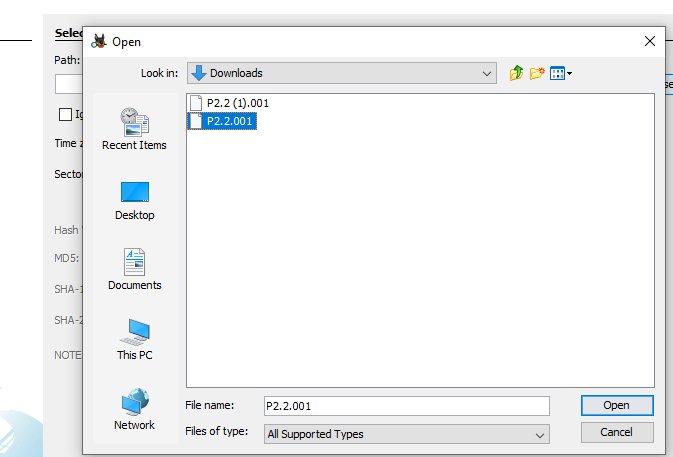 Selec
Open
Path:
Look in:
Downloads
se
P2.2 (1).001
P2.2.001
Ig
Recent Items
Time z
Secto
Desktop
Hash
MD5:
Documents
SHA-1
SHA-2
This PC
NOTE
Network
File name:
P2.2.001
Open
Files of type:
All Supported Types
Cancel